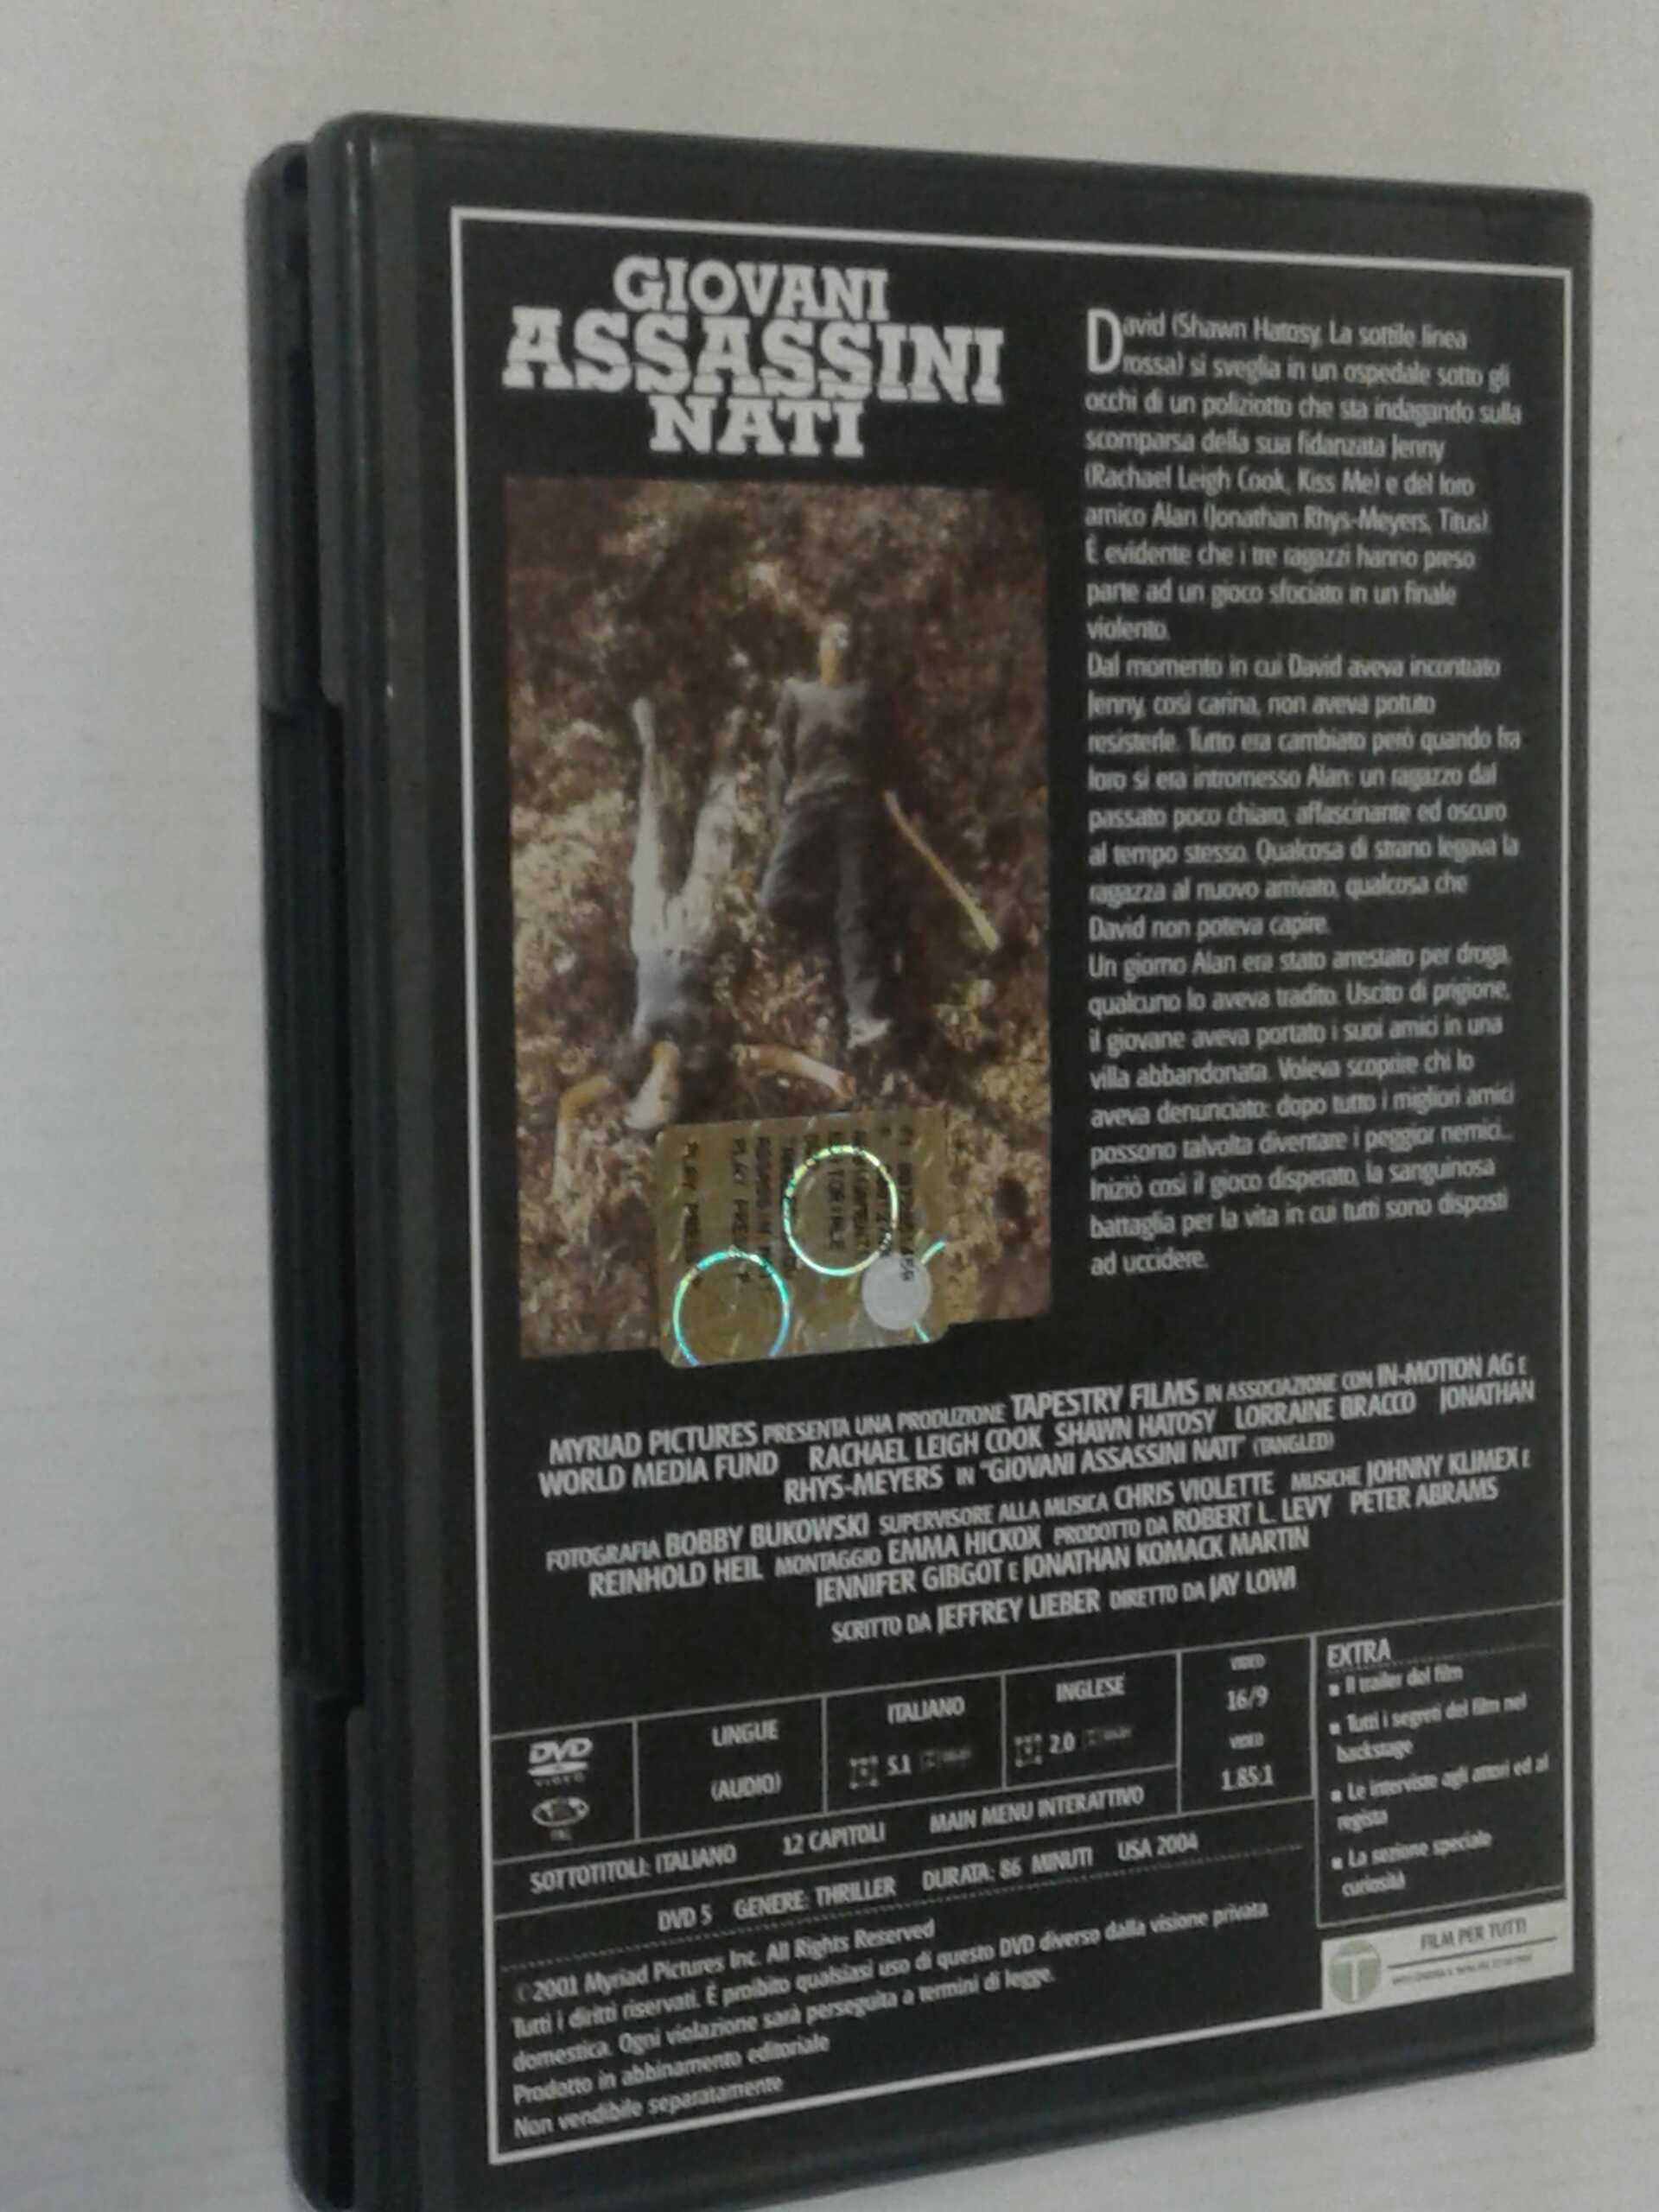 GIOVANI
ASSASSINI
NATI
David (Shawn Hatosy, La sottile linea
rossa) si sveglia in un ospedale sotto gli
occhi di un poliziotto che sta indagando sulla
scomparsa della sua fidanzata Jenny
(Rachael Leigh Cook, Kiss Me) e del loro
amico Alan (Jonathan Rhys-Meyers, Titus).
È evidente che i tre ragazzi hanno preso
parte ad un gioco sfociato in un finale
violento.
Dal momento in cui David aveva incontrato
Jenny, così carina, non aveva potuto
resisterle. Tutto era cambiato però quando fra
loro si era intromesso Alan: un ragazzo dal
passato poco chiaro, affascinante ed oscuro
al tempo stesso. Qualcosa di strano legava la
ragazza al nuovo arrivato, qualcosa che
David non poteva capire.
Un giorno Alan era stato arrestato per droga,
qualcuno lo aveva tradito. Uscito di prigione,
il giovane aveva portato i suoi amici in una
villa abbandonata. Voleva scoprire chi lo
aveva denunciato: dopo tutto i migliori amici
possono talvolta diventare i peggior nemici...
Iniziò così il gioco disperato, la sanguinosa
battaglia per la vita in cui tutti sono disposti
ad uccidere.
MYRIAD PICTURES PRESENTA UNA PRODUZIONE TAPESTRY FILMS IN ASSOCIAZIONE CON IN-MOTION AG E
WORLD MEDIA FUND RACHAEL LEIGH COOK SHAWN HATOSY LORRAINE BRACCO JONATHAN
RHYS-MEYERS IN "GIOVANI ASSASSINI NATI" (TANGLED)
FOTOGRAFIA BOBBY BUKOWSKI SUPERVISORE ALLA MUSICA CHRIS VIOLETTE MUSICHE JOHNNY KLIMEX E
REINHOLD HEIL MONTAGGIO EMMA HICKOX PRODOTTO DA ROBERT L. LEVY PETER ABRAMS
JENNIFER GIBGOT E JONATHAN KOMACK MARTIN
SCRITTO DA JEFFREY LIEBER DIRETTO DA JAY LOWI
DVD
VIDEO
LINGUE
(AUDIO)
ITALIANO
5.1
INGLESE
2.0
VIDEO
16/9
VIDEO
1.85:1
SOTTOTITOLI: ITALIANO 12 CAPITOLI MAIN MENU INTERATTIVO
DVD 5 GENERE: THRILLER DURATA: 86 MINUTI USA 2004
EXTRA
▪ Il trailer del film
▪ Tutti i segreti del film nel
backstage
▪ Le interviste agli attori ed al
regista
▪ La sezione speciale
curiosità
©2001 Myriad Pictures Inc. All Rights Reserved
Tutti i diritti riservati. È proibito qualsiasi uso di questo DVD diverso dalla visione privata
domestica. Ogni violazione sarà perseguita a termini di legge.
Prodotto in abbinamento editoriale
Non vendibile separatamente
T
FILM PER TUTTI